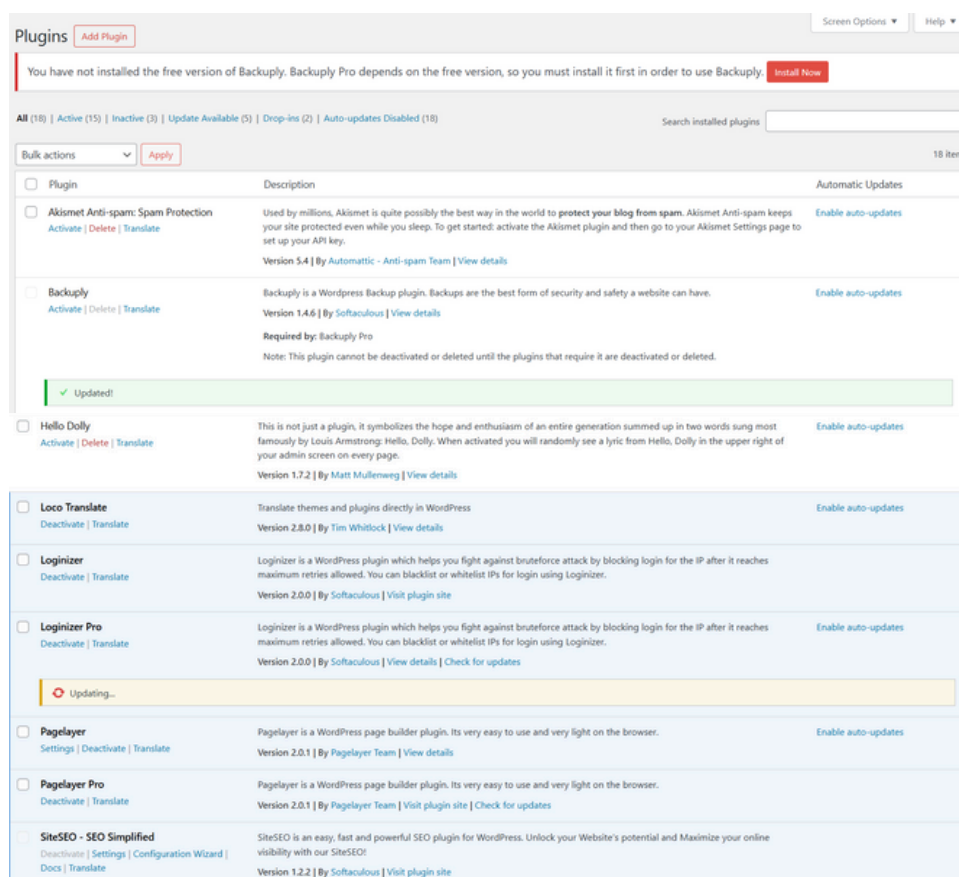 Screen Options ▼ Help ▼
Plugins Add Plugin
You have not installed the free version of Backuply. Backuply Pro depends on the free version, so you must install it first in order to use Backuply. Install Now
All (18) | Active (15) | Inactive (3) | Update Available (5) | Drop-ins (2) | Auto-updates Disabled (18)
Search installed plugins
Bulk actions Apply
18 iter
Plugin Description Automatic Updates
Akismet Anti-spam: Spam Protection
Activate | Delete | Translate
Used by millions, Akismet is quite possibly the best way in the world to protect your blog from spam. Akismet Anti-spam keeps
your site protected even while you sleep. To get started: activate the Akismet plugin and then go to your Akismet Settings page to
set up your API key.
Version 5.4 | By Automattic - Anti-spam Team | View details
Enable auto-updates
Backuply
Activate | Delete | Translate
Backuply is a Wordpress Backup plugin. Backups are the best form of security and safety a website can have.
Version 1.4.6 | By Softaculous | View details
Required by: Backuply Pro
Note: This plugin cannot be deactivated or deleted until the plugins that require it are deactivated or deleted.
Enable auto-updates
Updated!
Hello Dolly
Activate | Delete | Translate
This is not just a plugin, it symbolizes the hope and enthusiasm of an entire generation summed up in two words sung most
famously by Louis Armstrong: Hello, Dolly. When activated you will randomly see a lyric from Hello, Dolly in the upper right of
your admin screen on every page.
Version 1.7.2 | By Matt Mullenweg | View details
Enable auto-updates
Loco Translate
Deactivate | Translate
Translate themes and plugins directly in WordPress
Version 2.8.0 | By Tim Whitlock | View details
Enable auto-updates
Loginizer
Deactivate | Translate
Loginizer is a WordPress plugin which helps you fight against bruteforce attack by blocking login for the IP after it reaches
maximum retries allowed. You can blacklist or whitelist IPs for login using Loginizer.
Version 2.0.0 | By Softaculous | Visit plugin site
Loginizer Pro
Deactivate | Translate
Loginizer is a WordPress plugin which helps you fight against bruteforce attack by blocking login for the IP after it reaches
maximum retries allowed. You can blacklist or whitelist IPs for login using Loginizer.
Version 2.0.0 | By Softaculous | View details | Check for updates
Enable auto-updates
Updating...
Pagelayer
Settings | Deactivate | Translate
Pagelayer is a WordPress page builder plugin. Its very easy to use and very light on the browser.
Version 2.0.1 | By Pagelayer Team | View details
Enable auto-updates
Pagelayer Pro
Deactivate | Translate
Pagelayer is a WordPress page builder plugin. Its very easy to use and very light on the browser.
Version 2.0.1 | By Pagelayer Team | Visit plugin site | Check for updates
SiteSEO - SEO Simplified
Deactivate | Settings | Configuration Wizard |
Docs | Translate
SiteSEO is an easy, fast and powerful SEO plugin for WordPress. Unlock your Website's potential and Maximize your online
visibility with our SiteSEO!
Version 1.2.2 | By Softaculous | Visit plugin site